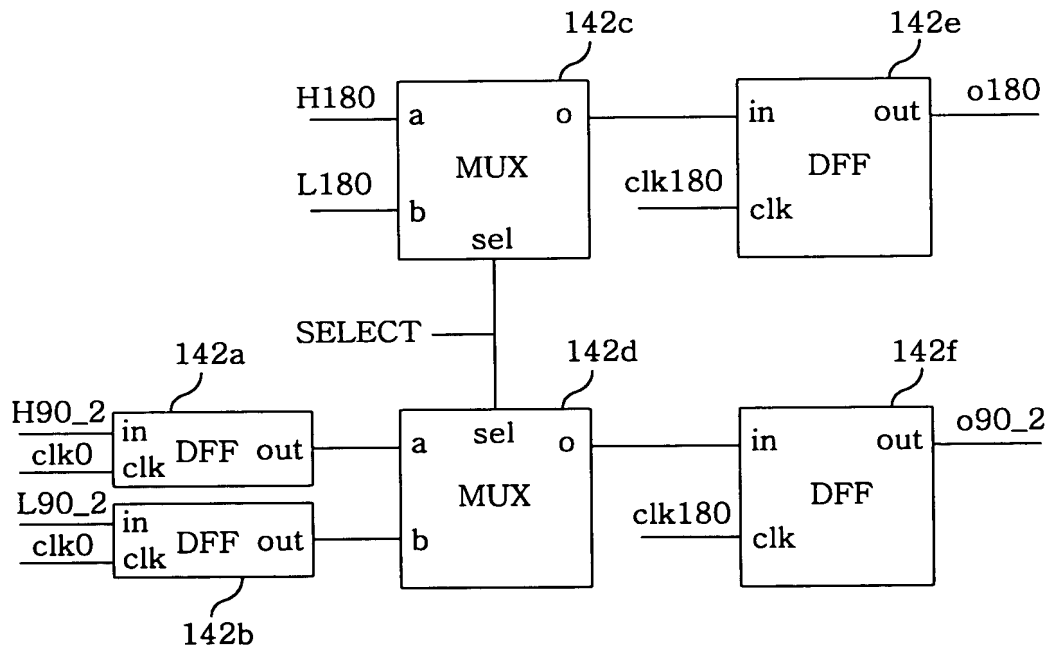 142c
142e
H180
a
o
in
out
o180
MUX
DFF
L180
b
clk180
clk
sel
SELECT
142a
142d
142f
H90_2
in
DFF
out
clk0
clk
a
sel
o
in
out
o90_2
MUX
DFF
L90_2
in
DFF
out
clk0
clk
b
clk180
clk
142b